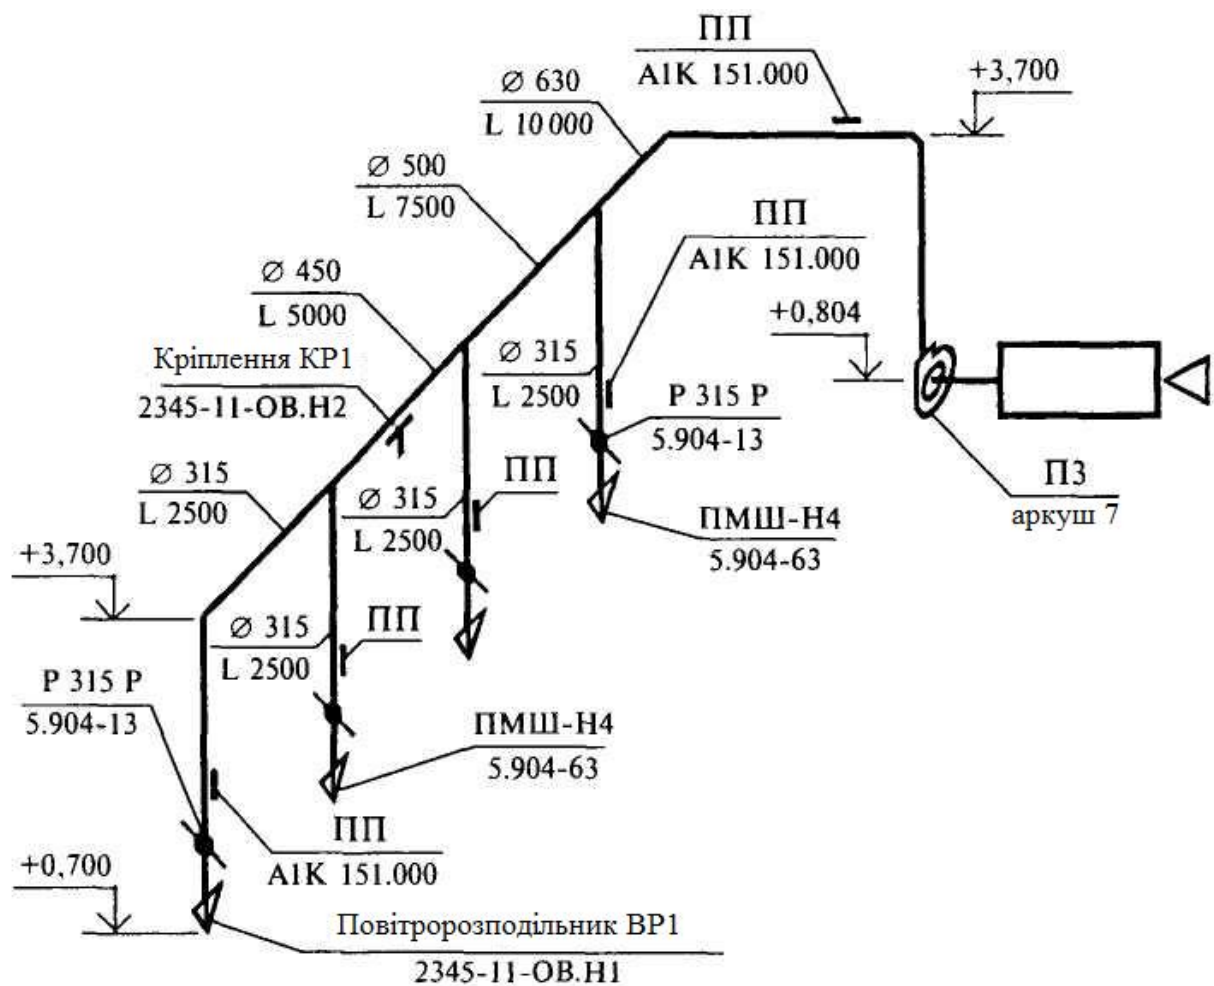 ПП
А1К 151.000
+3,700
∅ 630
L 10 000
∅ 500
L 7500
ПП
А1К 151.000
∅ 450
L 5000
+0,804
Кріплення КР1
2345-11-ОВ.Н2
∅ 315
L 2500
Р 315 Р
5.904-13
∅ 315
L 2500
∅ 315
L 2500
ПП
ПМШ-Н4
5.904-63
П3
аркуш 7
+3,700
∅ 315
L 2500
ПП
Р 315 Р
5.904-13
ПМШ-Н4
5.904-63
ПП
А1К 151.000
+0,700
Повітророзподільник ВР1
2345-11-ОВ.Н1